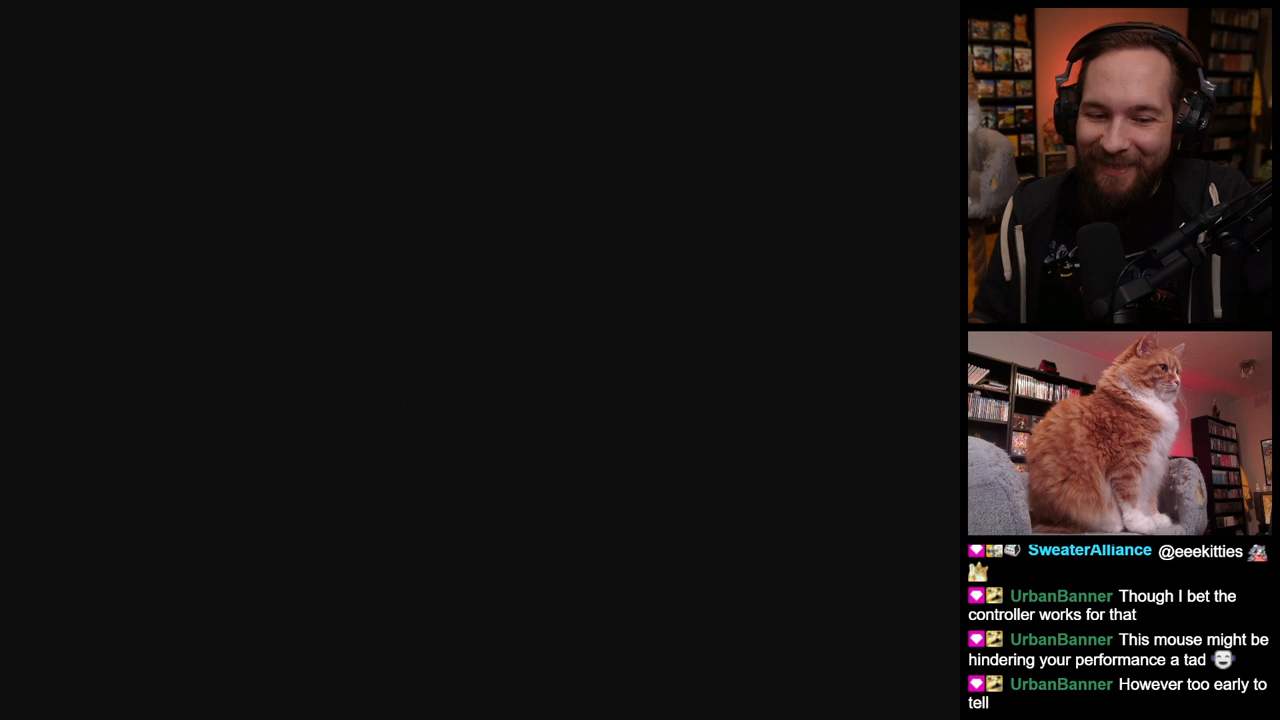 SweaterAlliance @eeekitties
UrbanBanner Though I bet the
controller works for that
UrbanBanner This mouse might be
hindering your performance a tad
UrbanBanner However too early to
tell